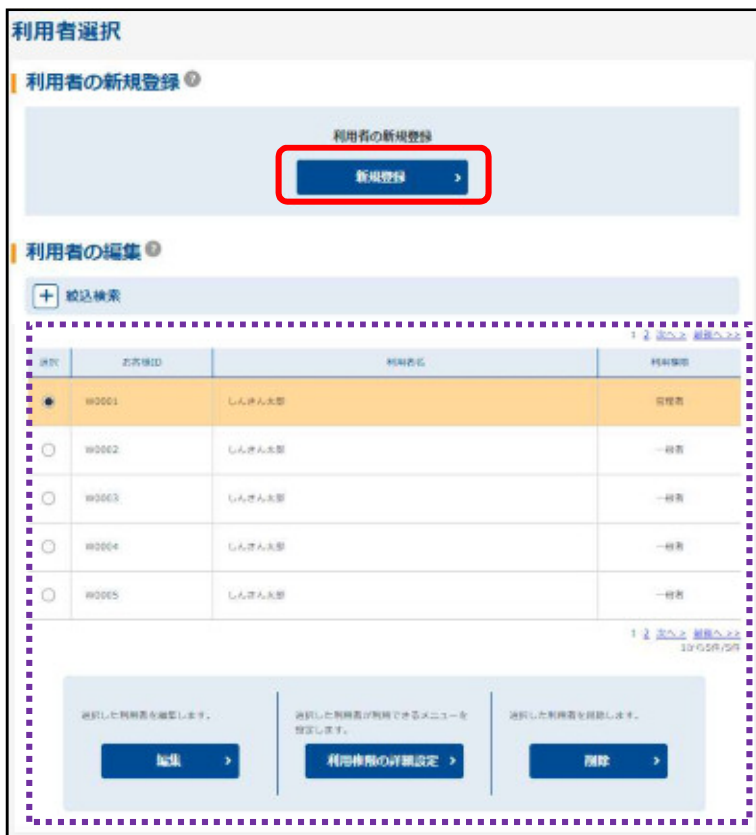 利用者選択
利用者の新規登録
利用者の新規登録
新規登録
利用者の編集
絞込検索
1 2 次へ> 最後へ>>
選択 お客様ID 利用者名 利用権限
W0001 しんきん太郎 管理者
W0002 しんきん太郎 一般者
W0003 しんきん太郎 一般者
W0004 しんきん太郎 一般者
W0005 しんきん太郎 一般者
1 2 次へ> 最後へ>>
選択した利用者を編集します。
編集
選択した利用者が利用できるメニューを
設定します。
利用権限の詳細設定
選択した利用者を削除します。
削除